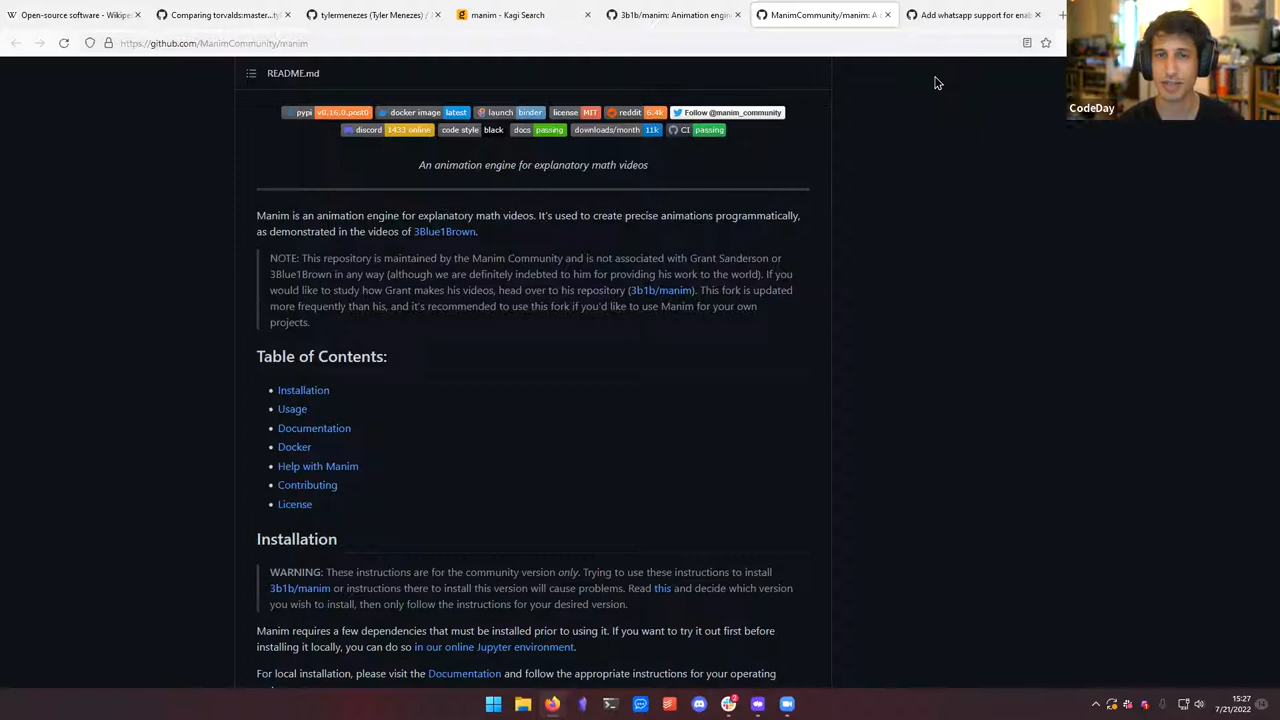 Open-source software - Wikipe
Comparing torvalds:master...t
tylermenezes (Tyler Menezes) /
manim - Kagi Search
3b1b/manim: Animation engin
ManimCommunity/manim: A c
Add whatsapp support for enab
https://github.com/ManimCommunity/manim
CodeDay
README.md
pypi v0.16.0.post0 docker image latest launch binder license MIT reddit 6.4k Follow @manim_community
discord 1433 online code style black docs passing downloads/month 11k CI passing
An animation engine for explanatory math videos
Manim is an animation engine for explanatory math videos. It's used to create precise animations programmatically,
as demonstrated in the videos of 3Blue1Brown.
NOTE: This repository is maintained by the Manim Community and is not associated with Grant Sanderson or
3Blue1Brown in any way (although we are definitely indebted to him for providing his work to the world). If you
would like to study how Grant makes his videos, head over to his repository (3b1b/manim). This fork is updated
more frequently than his, and it's recommended to use this fork if you'd like to use Manim for your own
projects.
Table of Contents:
Installation
Usage
Documentation
Docker
Help with Manim
Contributing
License
Installation
WARNING: These instructions are for the community version only. Trying to use these instructions to install
3b1b/manim or instructions there to install this version will cause problems. Read this and decide which version
you wish to install, then only follow the instructions for your desired version.
Manim requires a few dependencies that must be installed prior to using it. If you want to try it out first before
installing it locally, you can do so in our online Jupyter environment.
For local installation, please visit the Documentation and follow the appropriate instructions for your operating
15:27
7/21/2022